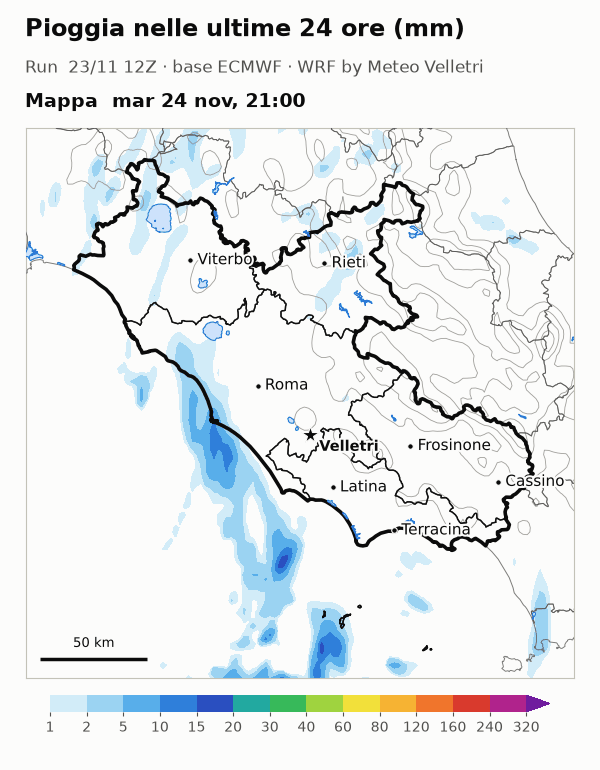 Pioggia nelle ultime 24 ore (mm)
Run  23/11 12Z · base ECMWF · WRF by Meteo Velletri
Mappa  mar 24 nov, 21:00
Viterbo
Rieti
Roma
Velletri
Frosinone
Cassino
Latina
Terracina
50 km
1 2 5 10 15 20 30 40 60 80 120 160 240 320